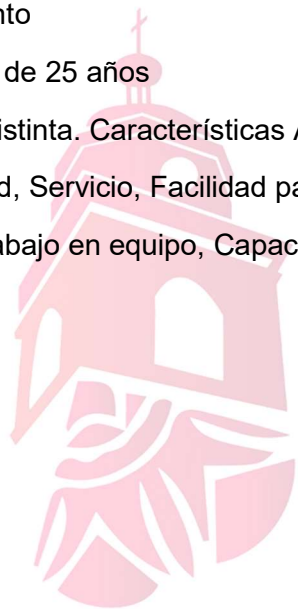 nto
de 25 años
istinta. Características A
d, Servicio, Facilidad pa
abajo en equipo, Capac